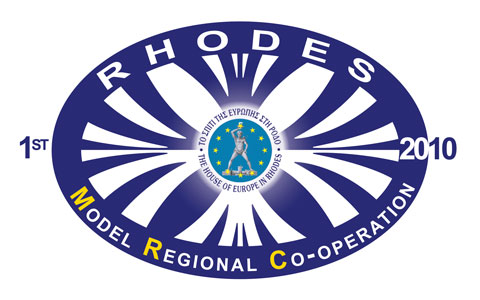 RHODES
1ST
2010
• ΤΟ ΣΠΙΤΙ ΤΗΣ ΕΥΡΩΠΗΣ ΣΤΗ ΡΟΔΟ •
THE HOUSE OF EUROPE IN RHODES
MODEL REGIONAL CO-OPERATION